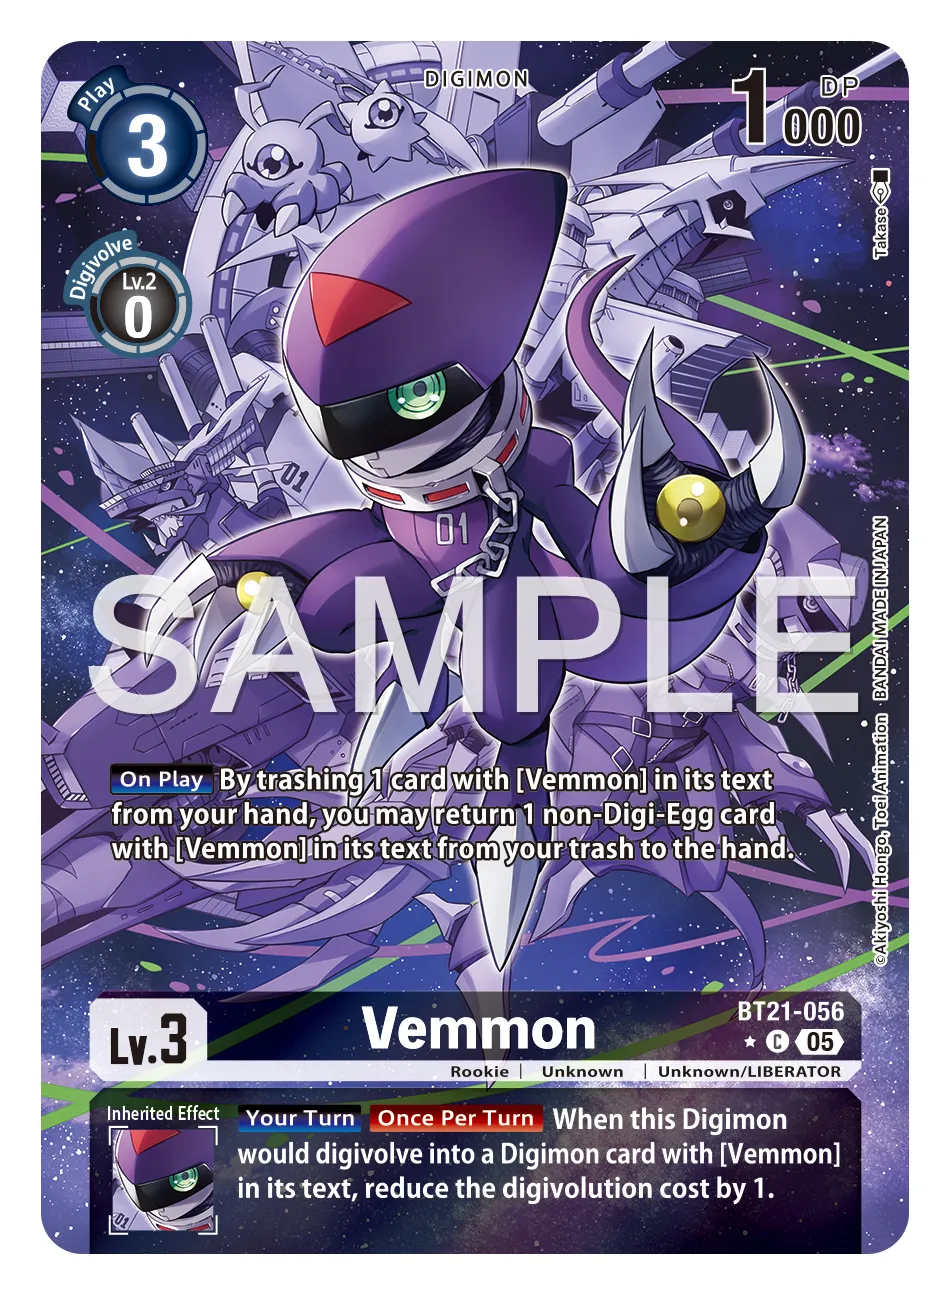 DIGIMON
Play
3
1000
DP
Digivolve
Lv.2
0
Takase
01
01
01
SAMPLE
On Play By trashing 1 card with [Vemmon] in its text
from your hand, you may return 1 non-Digi-Egg card
with [Vemmon] in its text from your trash to the hand.
©Akiyoshi Hongo, Toei Animation · BANDAI MADE IN JAPAN
Lv.3
Vemmon
BT21-056
C 05
Rookie | Unknown | Unknown/LIBERATOR
Inherited Effect
Your Turn Once Per Turn When this Digimon
would digivolve into a Digimon card with [Vemmon]
in its text, reduce the digivolution cost by 1.
01